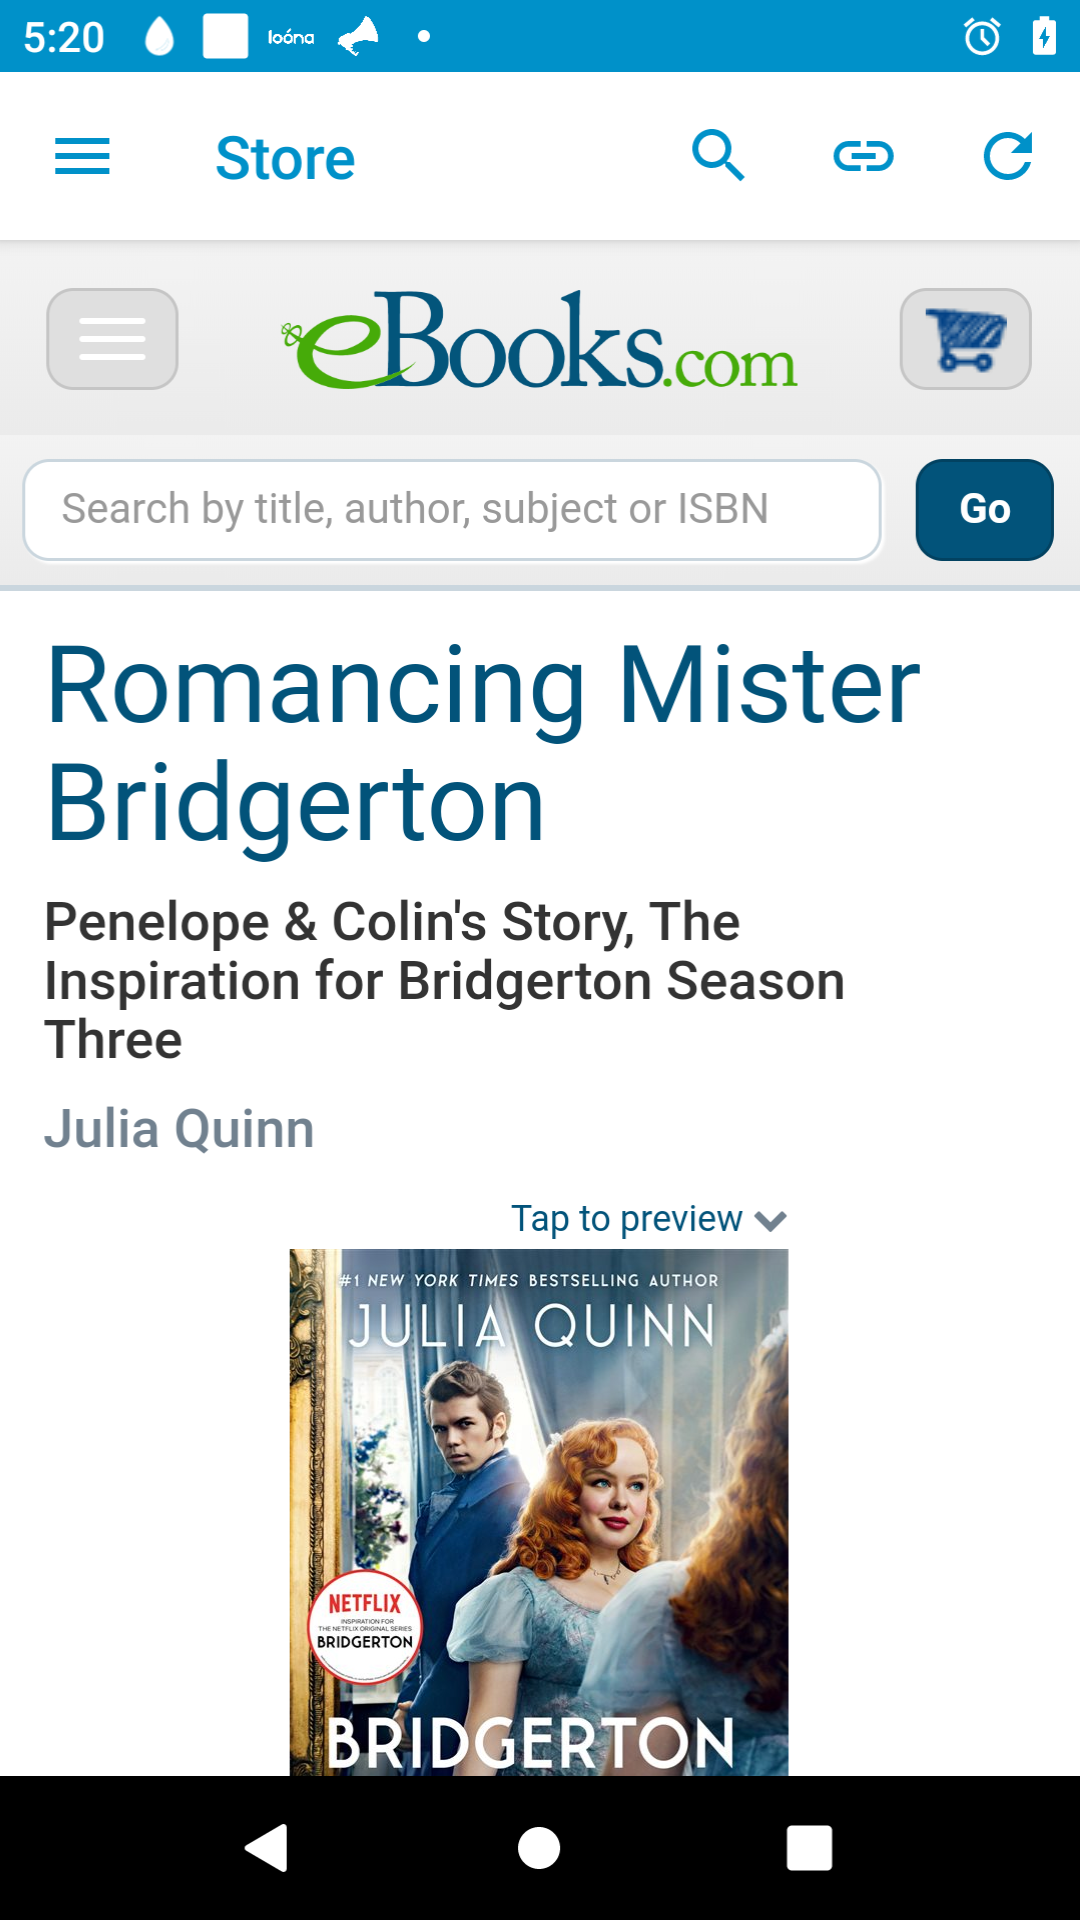 5:20 loóna
Store
eBooks.com
Search by title, author, subject or ISBN Go
Romancing Mister
Bridgerton
Penelope & Colin's Story, The
Inspiration for Bridgerton Season
Three
Julia Quinn
Tap to preview
#1 NEW YORK TIMES BESTSELLING AUTHOR
JULIA QUINN
NETFLIX
INSPIRATION FOR
THE NETFLIX ORIGINAL SERIES
BRIDGERTON
BRIDGERTON